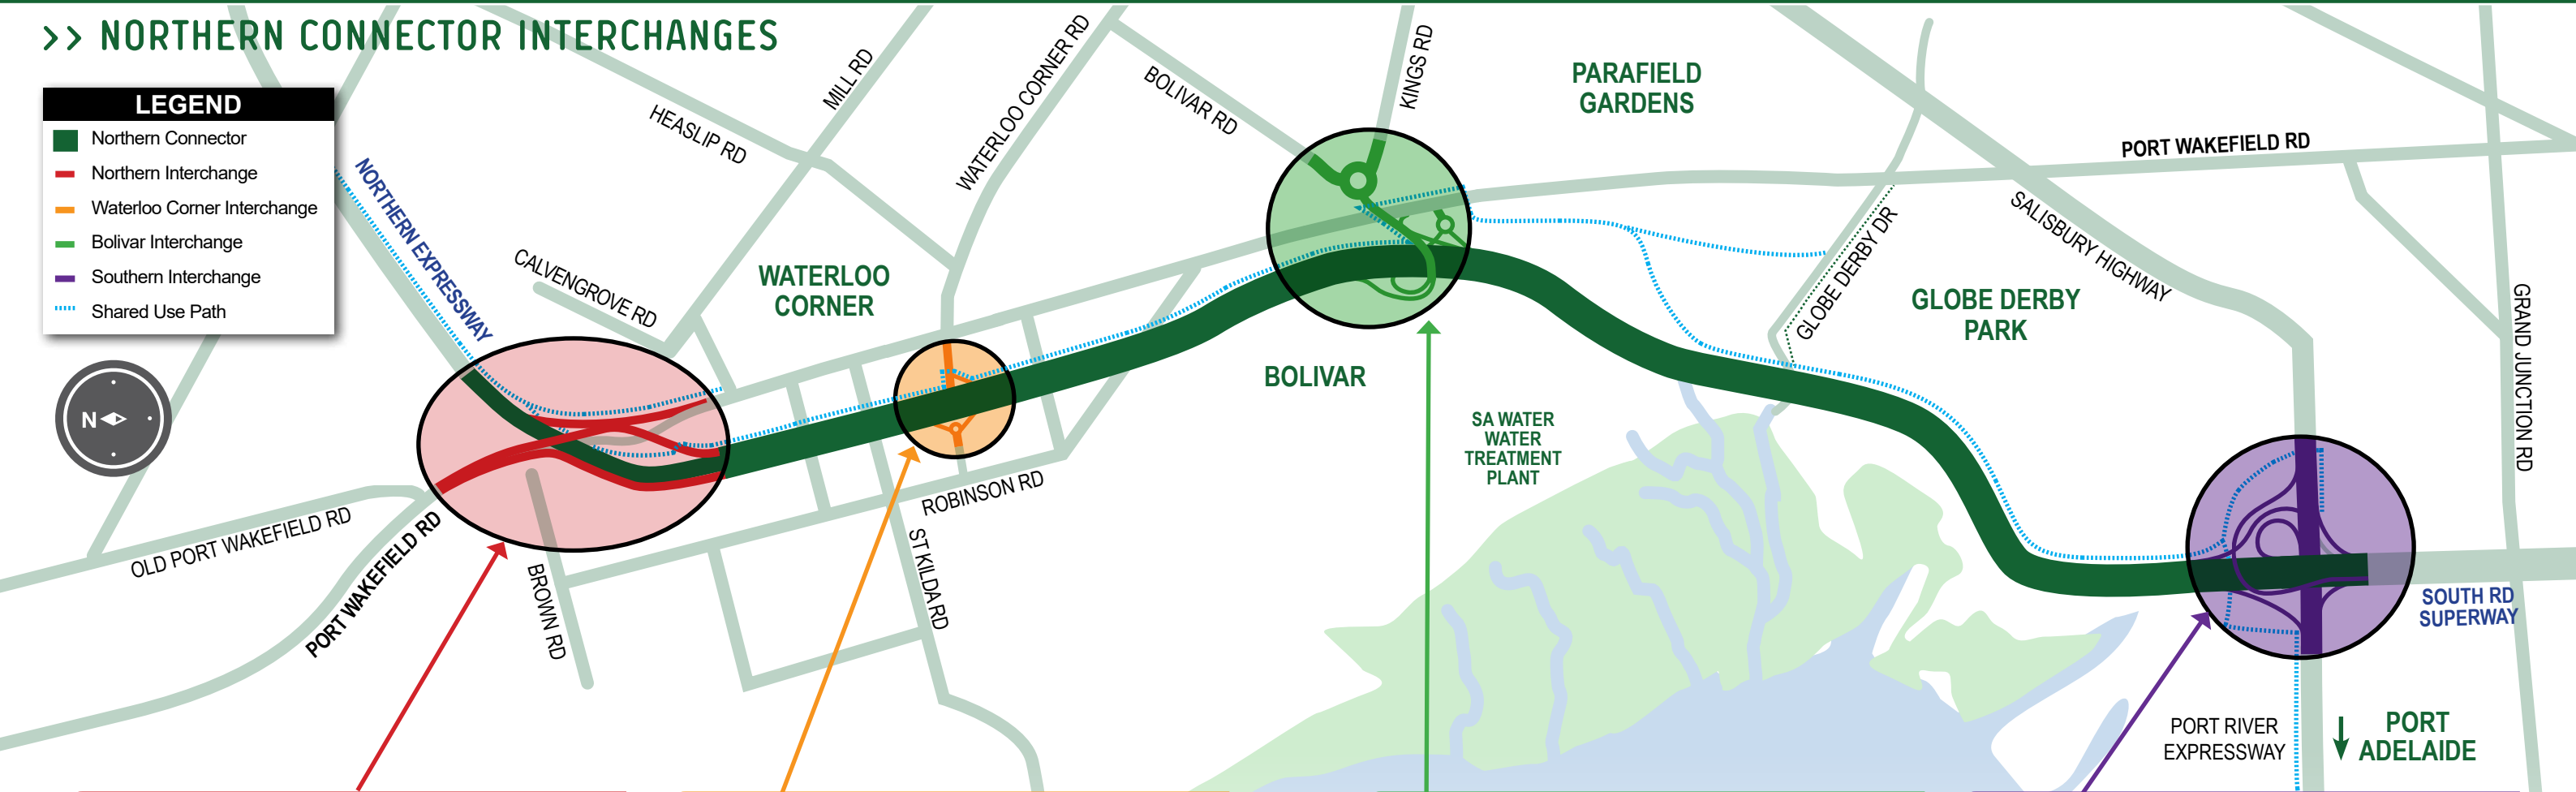 >> NORTHERN CONNECTOR INTERCHANGES
LEGEND
Northern Connector
Northern Interchange
Waterloo Corner Interchange
Bolivar Interchange
Southern Interchange
Shared Use Path
N
NORTHERN EXPRESSWAY
HEASLIP RD
MILL RD
WATERLOO CORNER RD
BOLIVAR RD
KINGS RD
PARAFIELD
GARDENS
PORT WAKEFIELD RD
SALISBURY HIGHWAY
GLOBE DERBY DR
GLOBE DERBY
PARK
GRAND JUNCTION RD
CALVENGROVE RD
WATERLOO
CORNER
BOLIVAR
SA WATER
WATER
TREATMENT
PLANT
OLD PORT WAKEFIELD RD
PORT WAKEFIELD RD
BROWN RD
ROBINSON RD
ST KILDA RD
SOUTH RD
SUPERWAY
PORT RIVER
EXPRESSWAY
PORT
ADELAIDE